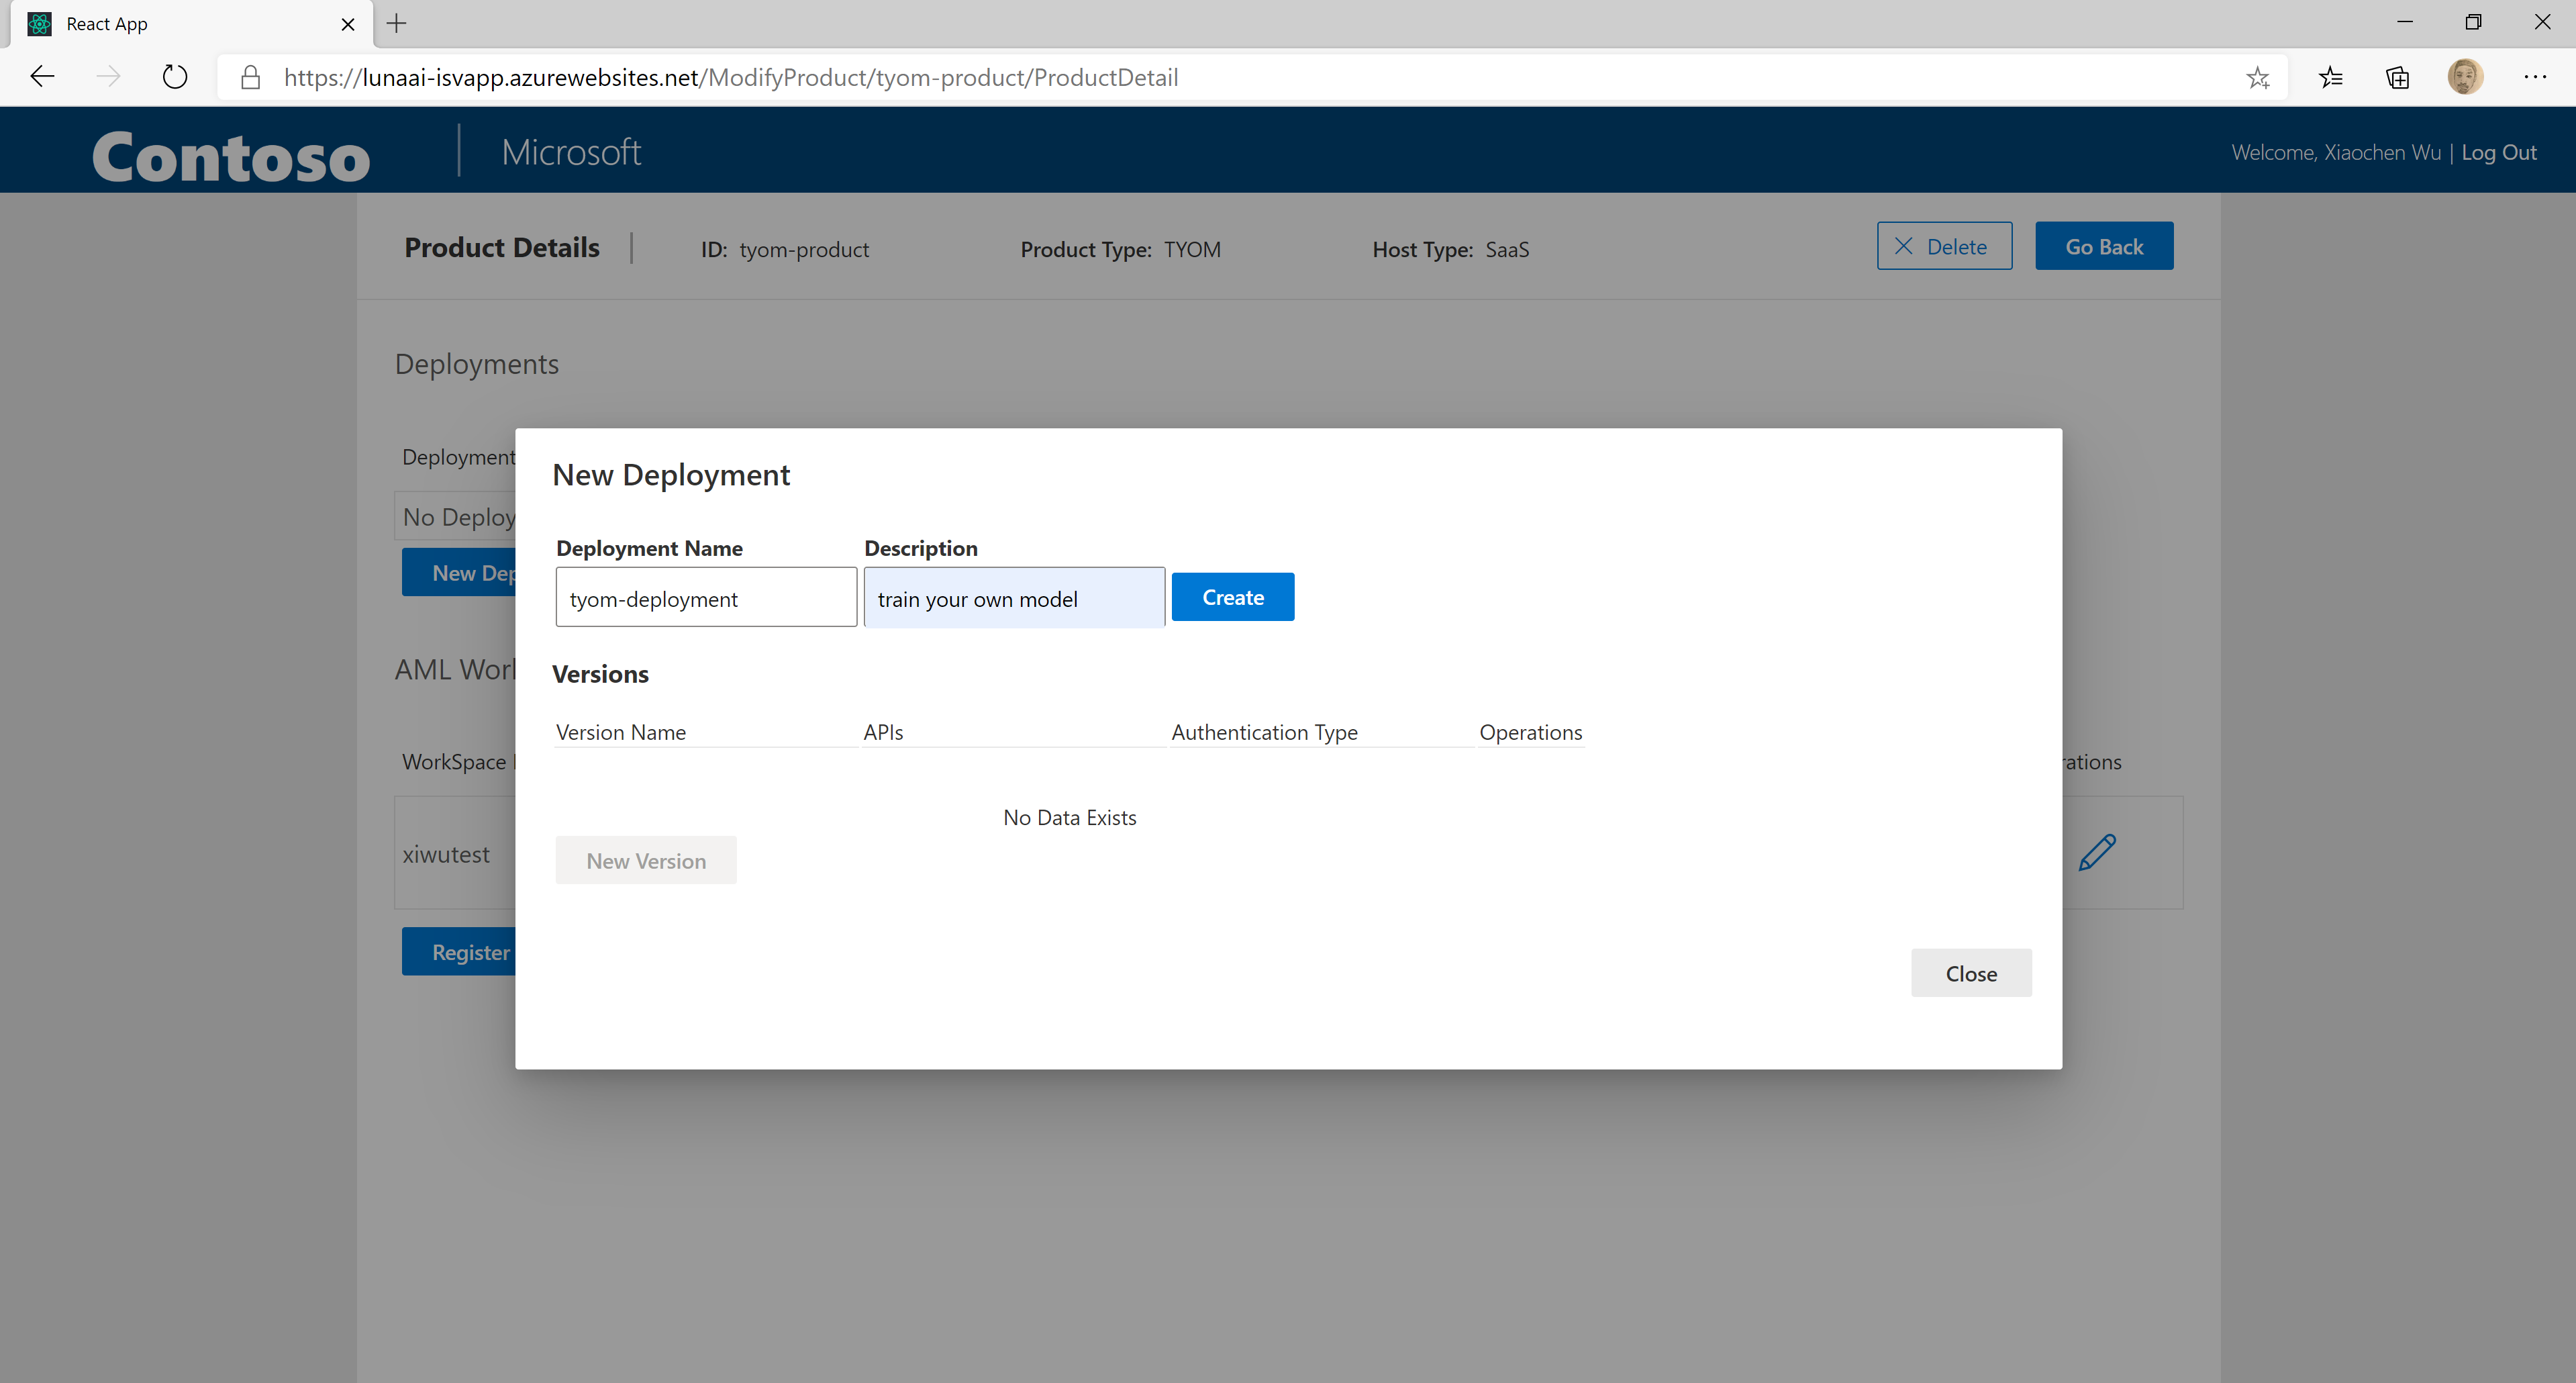 React App
https://lunaai-isvapp.azurewebsites.net/ModifyProduct/tyom-product/ProductDetail
Contoso
Microsoft
Welcome, Xiaochen Wu | Log Out
Product Details
ID: tyom-product
Product Type: TYOM
Host Type: SaaS
Delete
Go Back
Deployments
Deployment
No Deploy
New Dep
AML Wor
WorkSpace
xiwutest
Register
rations
New Deployment
Deployment Name
Description
tyom-deployment
train your own model
Create
Versions
Version Name
APIs
Authentication Type
Operations
No Data Exists
New Version
Close